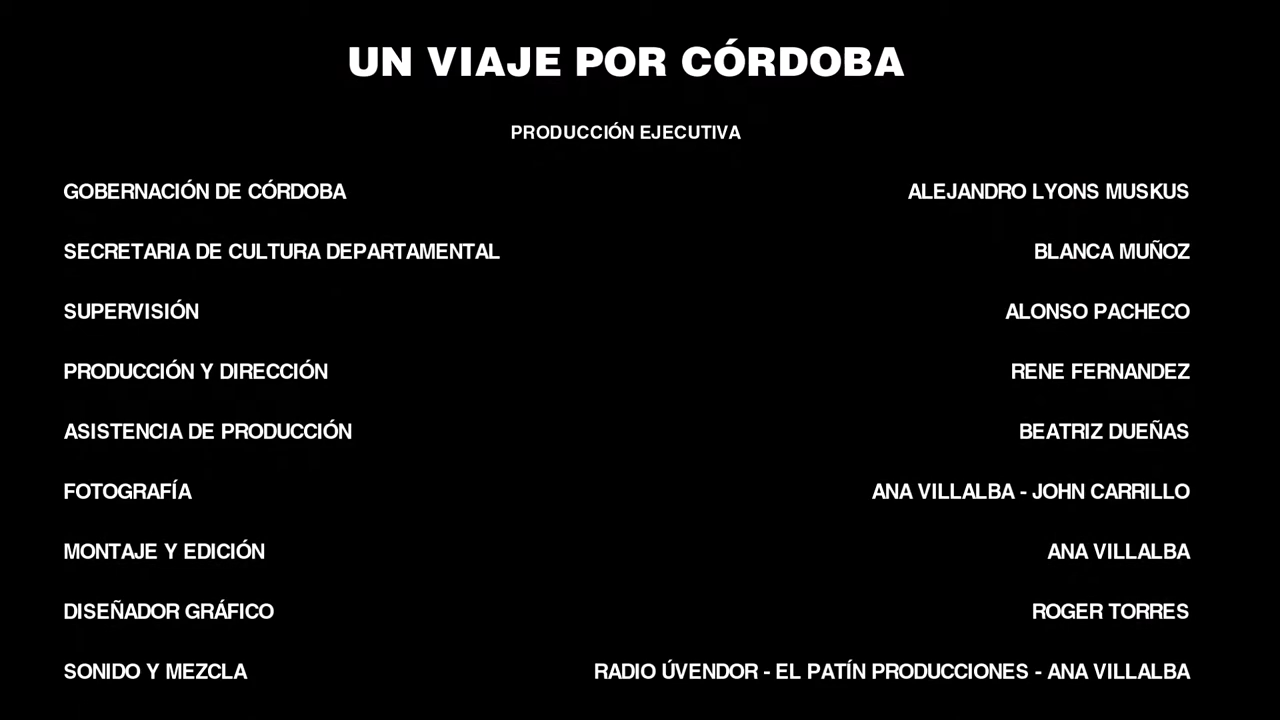 UN VIAJE POR CÓRDOBA
PRODUCCIÓN EJECUTIVA
GOBERNACIÓN DE CÓRDOBA ALEJANDRO LYONS MUSKUS
SECRETARIA DE CULTURA DEPARTAMENTAL BLANCA MUÑOZ
SUPERVISIÓN ALONSO PACHECO
PRODUCCIÓN Y DIRECCIÓN RENE FERNANDEZ
ASISTENCIA DE PRODUCCIÓN BEATRIZ DUEÑAS
FOTOGRAFÍA ANA VILLALBA - JOHN CARRILLO
MONTAJE Y EDICIÓN ANA VILLALBA
DISEÑADOR GRÁFICO ROGER TORRES
SONIDO Y MEZCLA RADIO ÚVENDOR - EL PATÍN PRODUCCIONES - ANA VILLALBA